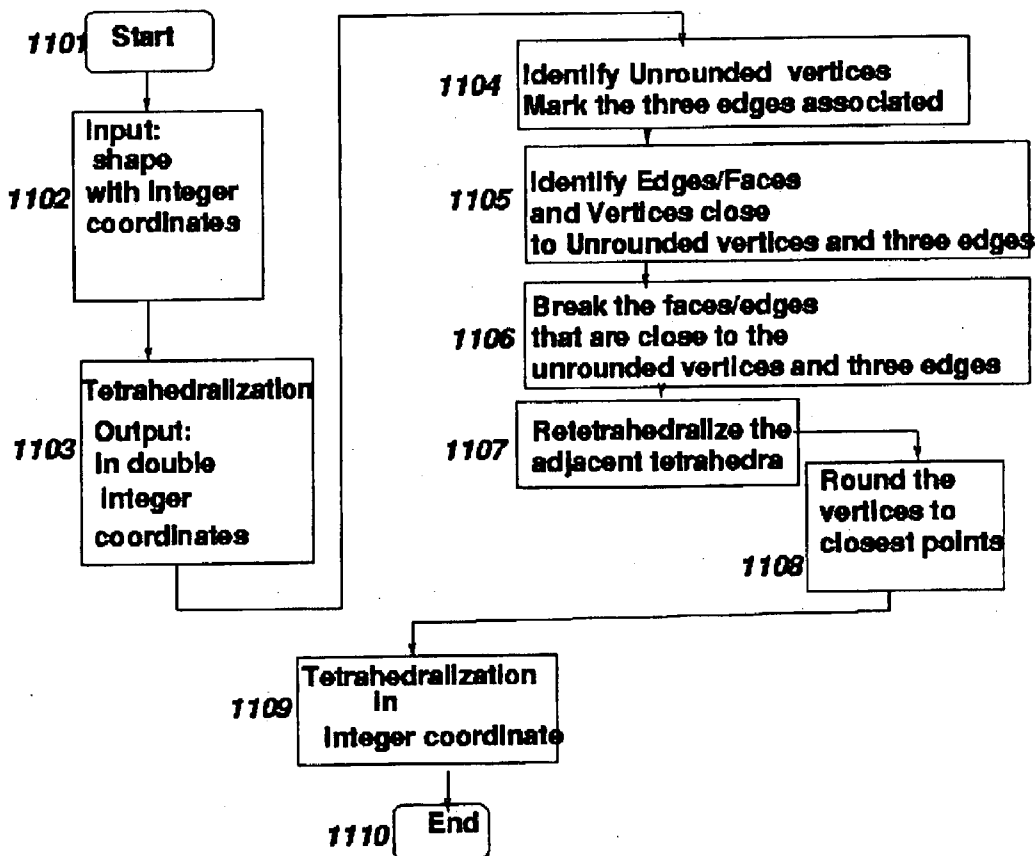 1101
Start
1102
Input:
shape
with Integer
coordinates
1103
Tetrahedralization
Output:
In double
Integer
coordinates
1104
Identify Unrounded vertices
Mark the three edges associated
1105
Identify Edges/Faces
and Vertices close
to Unrounded vertices and three edges
1106
Break the faces/edges
that are close to the
unrounded vertices and three edges
1107
Retetrahedralize the
adjacent tetrahedra
1108
Round the
vertices to
closest points
1109
Tetrahedralization
In
Integer coordinate
1110
End